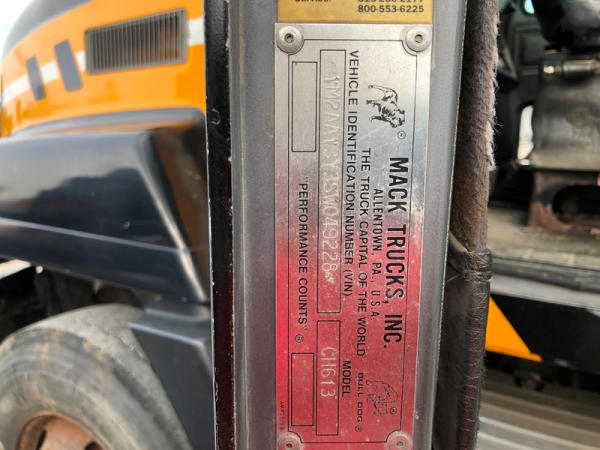 Service:
800-553-6225
MACK TRUCKS, INC.
ALLENTOWN, PA., U.S.A.
THE TRUCK CAPITAL OF THE WORLD
BULL DOG ®
®
VEHICLE IDENTIFICATION NUMBER (VIN)
MODEL
CH613
"PERFORMANCE COUNTS" ®